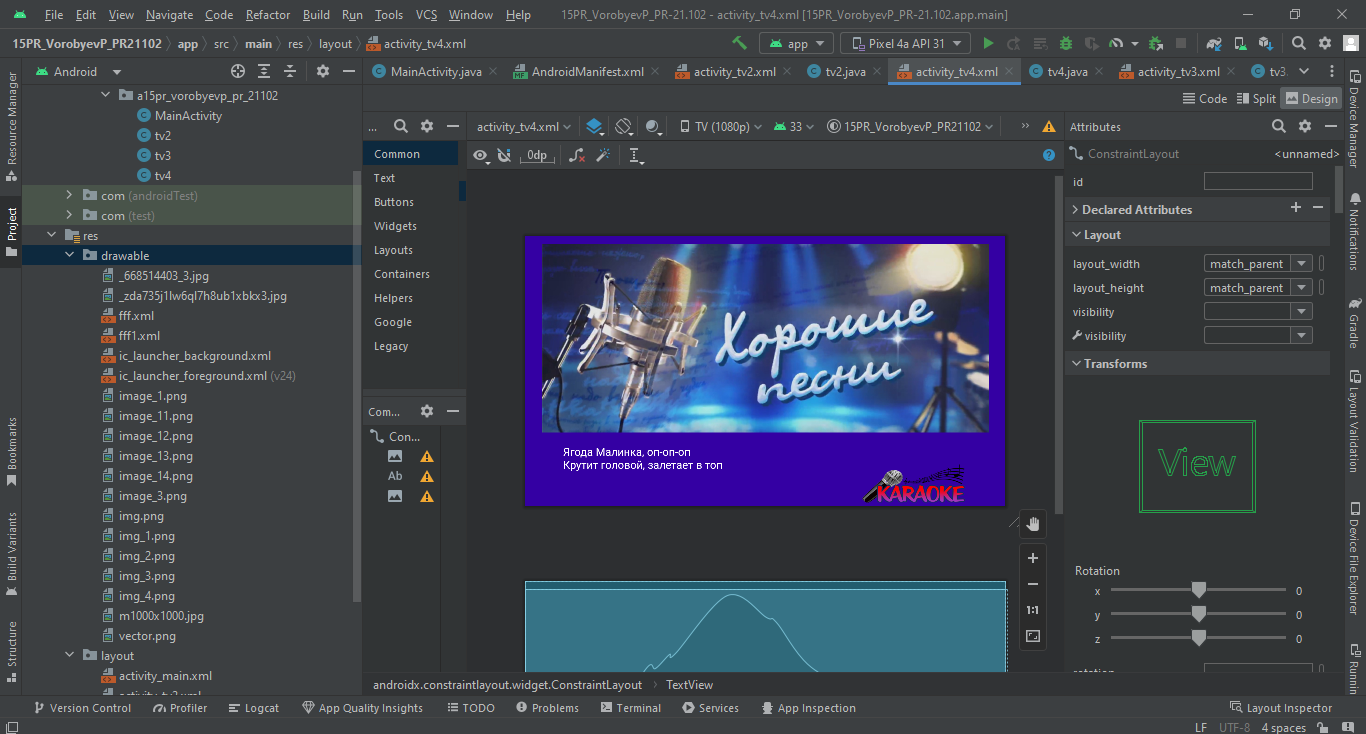 File Edit View Navigate Code Refactor Build Run Tools VCS Window Help 15PR_VorobyevP_PR-21.102 - activity_tv4.xml [15PR_VorobyevP_PR-21.102.app.main]
15PR_VorobyevP_PR21102 app src main res layout activity_tv4.xml app Pixel 4a API 31
Android MainActivity.java AndroidManifest.xml activity_tv2.xml tv2.java activity_tv4.xml tv4.java activity_tv3.xml tv3.
Code Split Design
Resource Manager
Project
Bookmarks
Build Variants
Structure
a15pr_vorobyevp_pr_21102
MainActivity
tv2
tv3
tv4
com (androidTest)
com (test)
res
drawable
_668514403_3.jpg
_zda735j1lw6ql7h8ub1xbkx3.jpg
fff.xml
fff1.xml
ic_launcher_background.xml
ic_launcher_foreground.xml (v24)
image_1.png
image_11.png
image_12.png
image_13.png
image_14.png
image_3.png
img.png
img_1.png
img_2.png
img_3.png
img_4.png
m1000x1000.jpg
vector.png
layout
activity_main.xml
activity_tv2.xml
...
Common
Text
Buttons
Widgets
Layouts
Containers
Helpers
Google
Legacy
Com...
Con...
Ab
activity_tv4.xml TV (1080p) 33 15PR_VorobyevP_PR21102
0dp
Хорошие
песни
Ягода Малинка, оп-оп-оп
Крутит головой, залетает в топ
KARAOKE
1:1
androidx.constraintlayout.widget.ConstraintLayout TextView
Attributes
ConstraintLayout <unnamed>
id
Declared Attributes
Layout
layout_width match_parent
layout_height match_parent
visibility
visibility
Transforms
View
Rotation
x 0
y 0
z 0
rotation
Device Manager
Notifications
Gradle
Layout Validation
Device File Explorer
Runnin
Version Control Profiler Logcat App Quality Insights TODO Problems Terminal Services App Inspection Layout Inspector
LF UTF-8 4 spaces